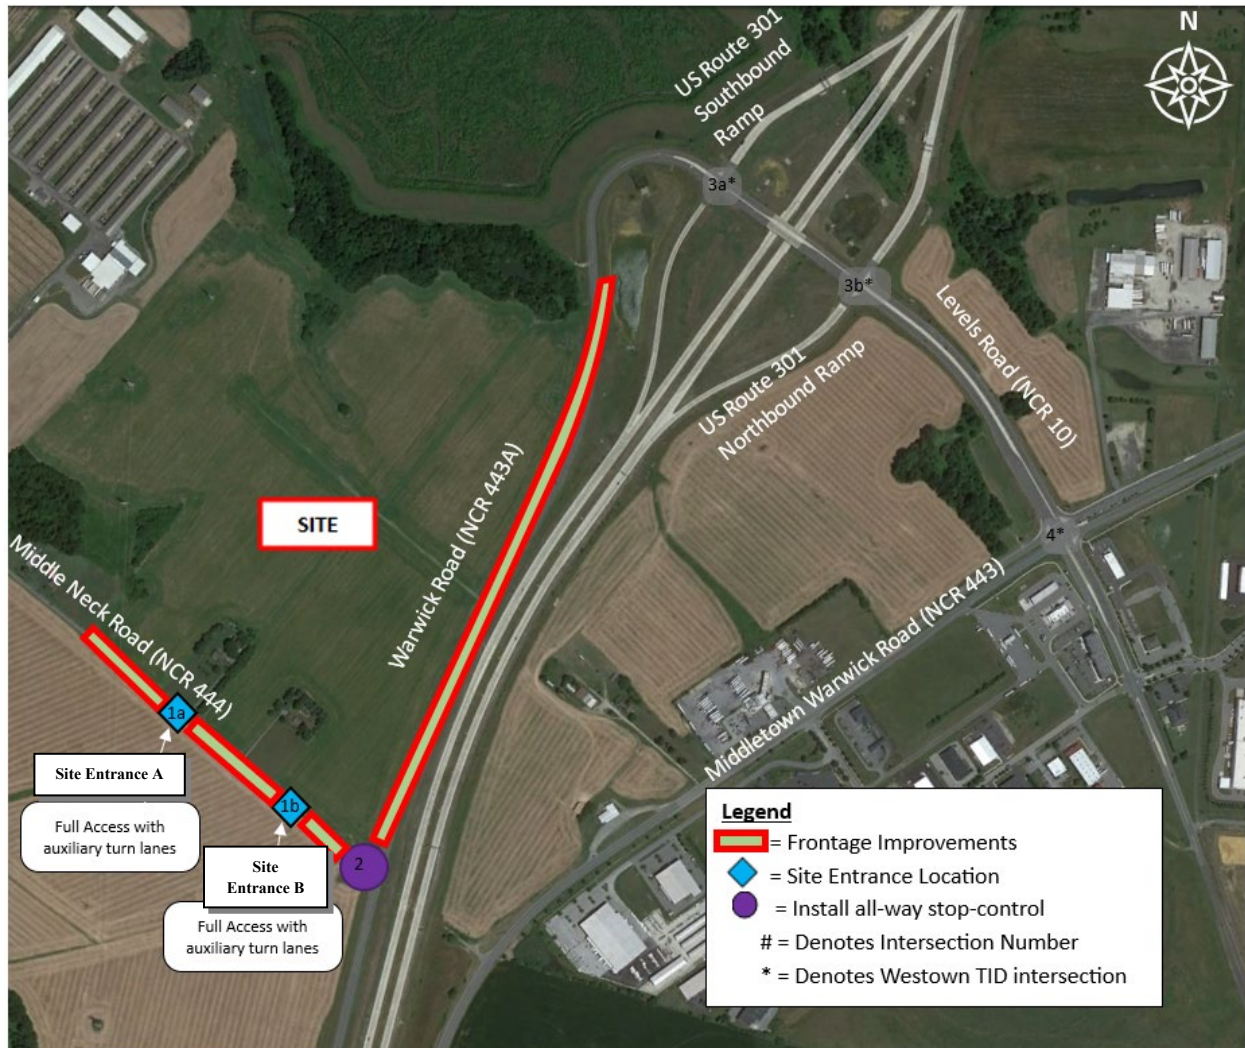 N
US Route 301
Southbound
Ramp
3a*
3b*
Levels Road (NCR 10)
US Route 301
Northbound Ramp
Warwick Road (NCR 443A)
SITE
4*
Middle Neck Road (NCR 444)
Middletown Warwick Road (NCR 443)
1a
Site Entrance A
Full Access with
auxiliary turn lanes
1b
Site
Entrance B
Full Access with
auxiliary turn lanes
2
Legend
= Frontage Improvements
= Site Entrance Location
= Install all-way stop-control
# = Denotes Intersection Number
* = Denotes Westown TID intersection